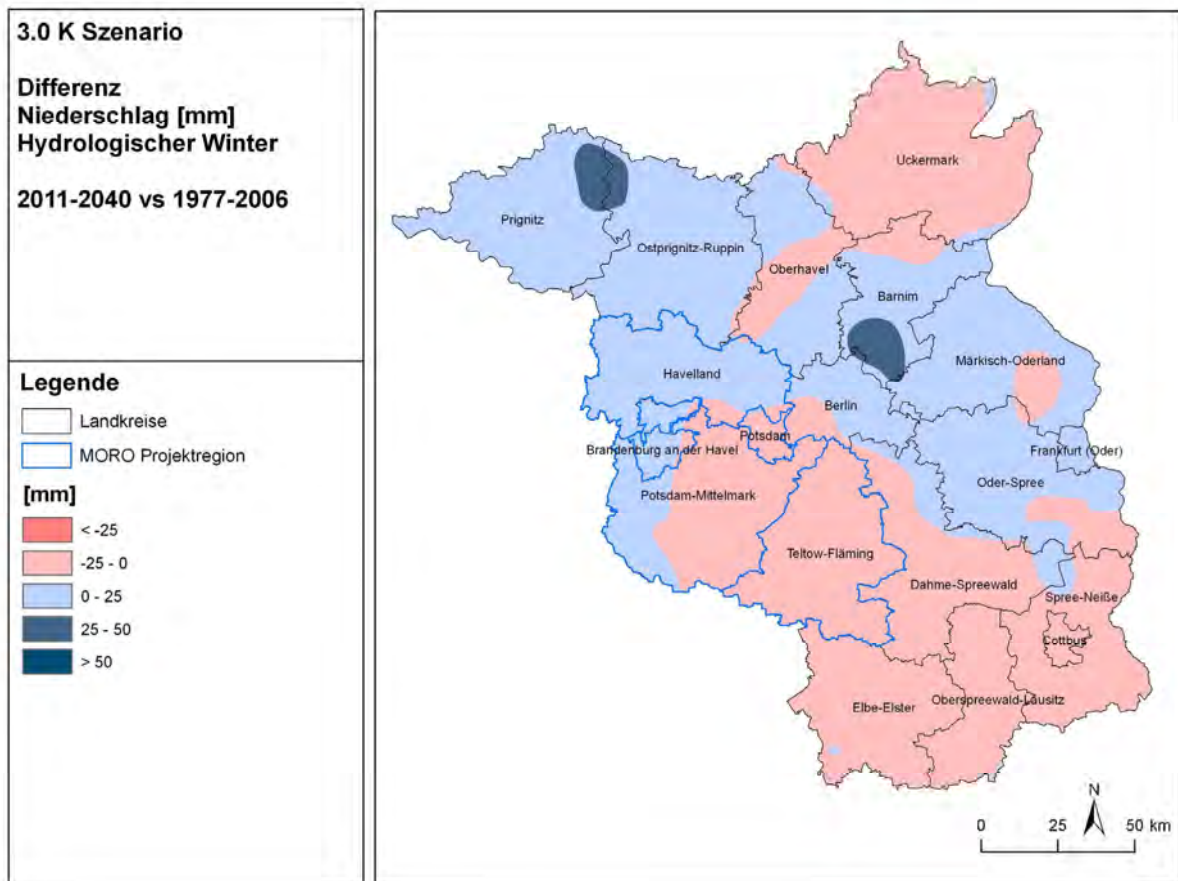 3.0 K Szenario
Differenz
Niederschlag [mm]
Hydrologischer Winter
2011-2040 vs 1977-2006
Legende
Landkreise
MORO Projektregion
[mm]
< -25
-25 - 0
0 - 25
25 - 50
> 50
Uckermark
Prignitz
Ostprignitz-Ruppin
Oberhavel
Barnim
Märkisch-Oderland
Havelland
Berlin
Potsdam
Brandenburg an der Havel
Frankfurt (Oder)
Oder-Spree
Potsdam-Mittelmark
Teltow-Fläming
Dahme-Spreewald
Spree-Neiße
Cottbus
Elbe-Elster
Oberspreewald-Lausitz
N
0 25 50 km